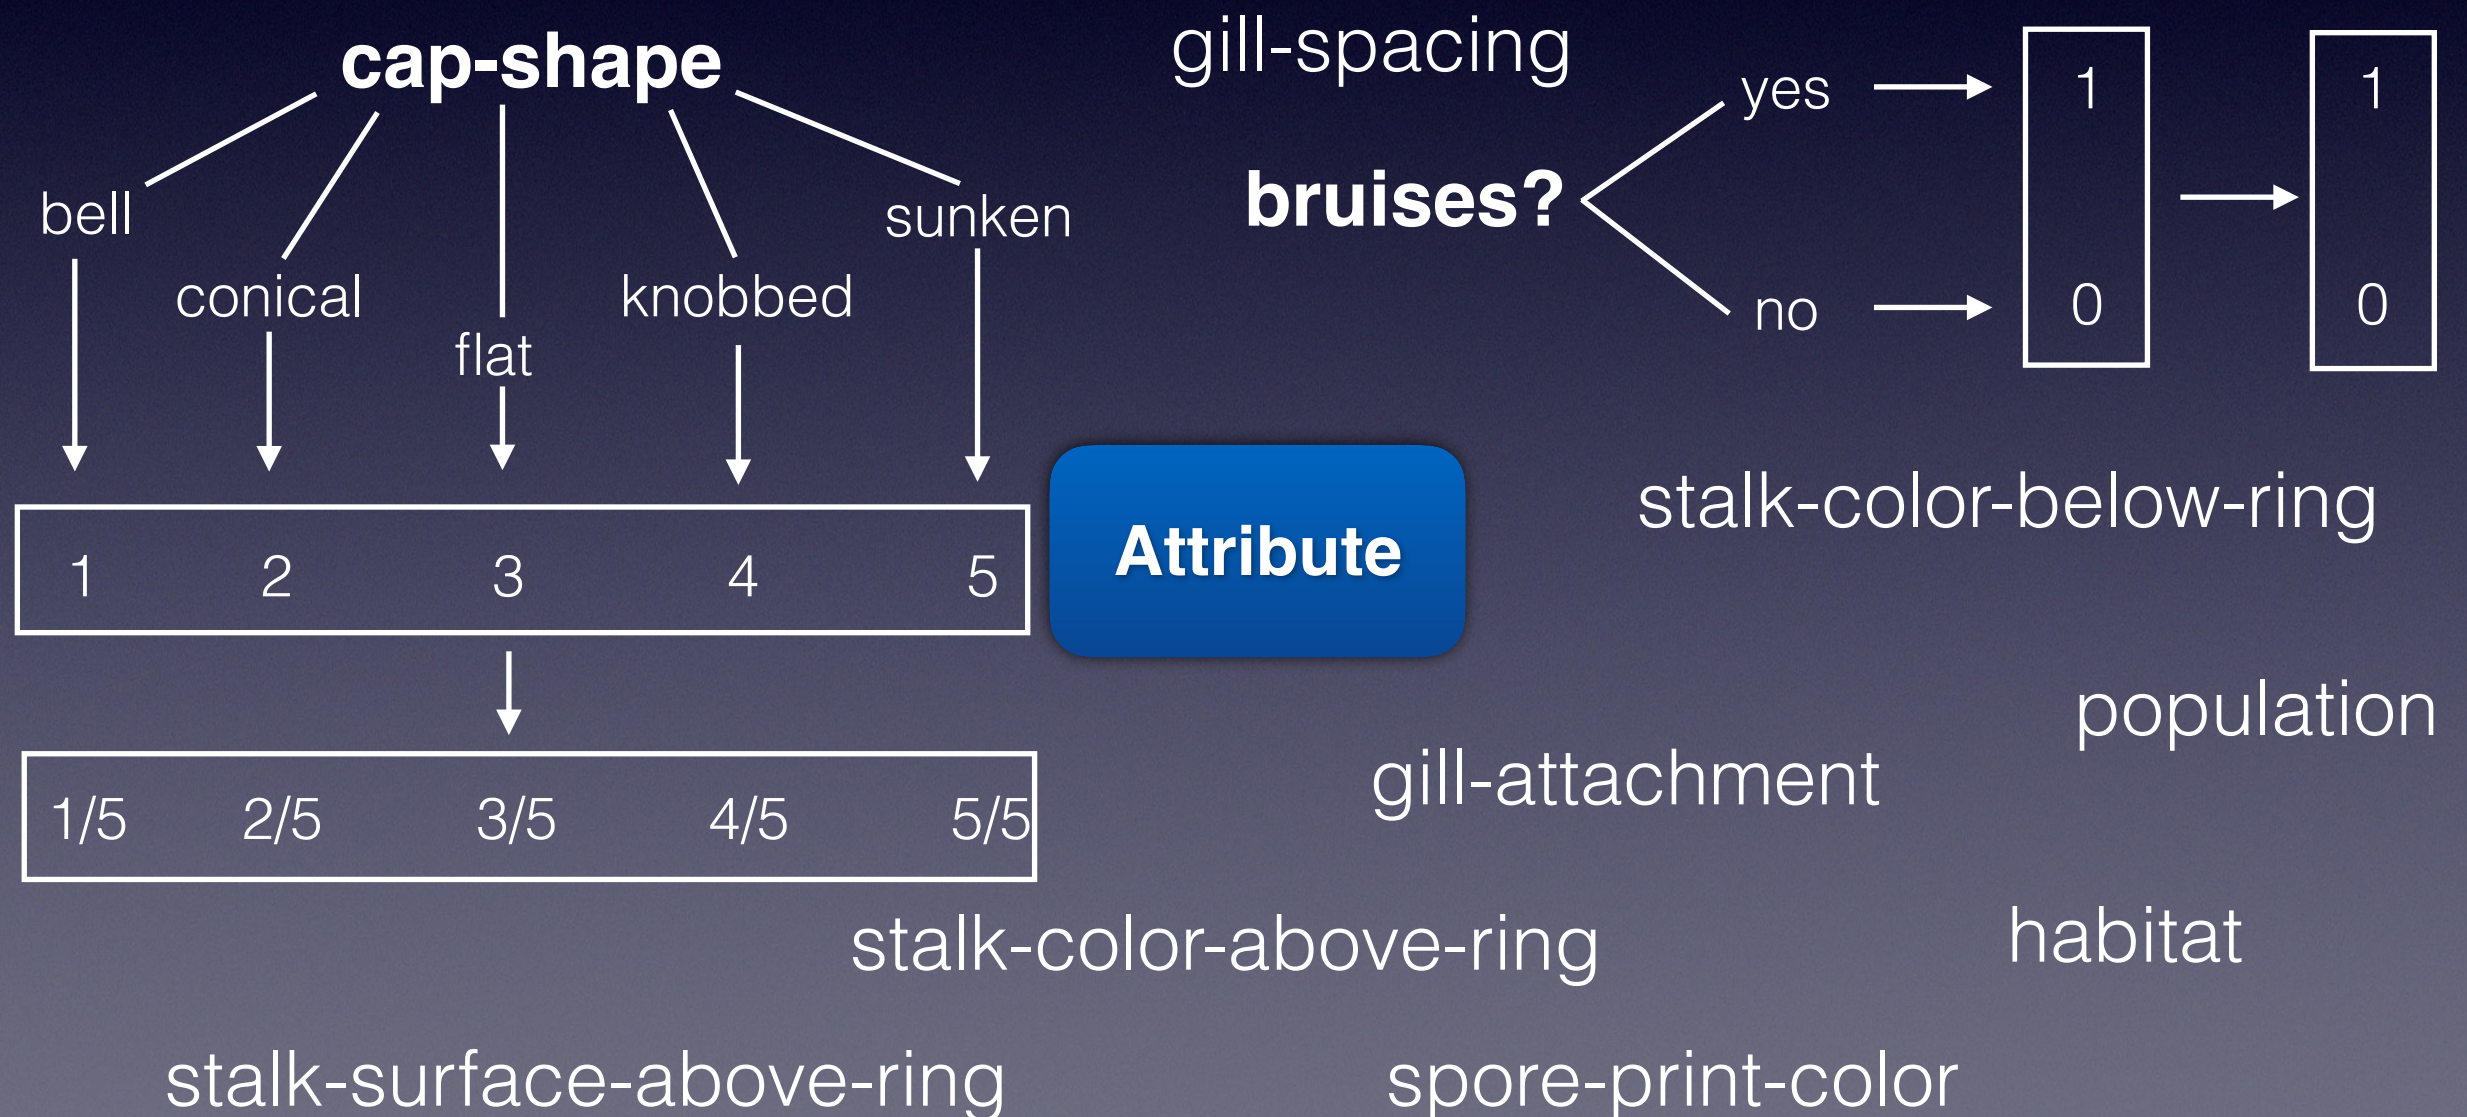 cap-shape
bell
conical
flat
knobbed
sunken
1 2 3 4 5
1/5 2/5 3/5 4/5 5/5
gill-spacing
bruises?
yes
no
1
0
1
0
Attribute
stalk-color-below-ring
population
gill-attachment
habitat
stalk-color-above-ring
stalk-surface-above-ring
spore-print-color